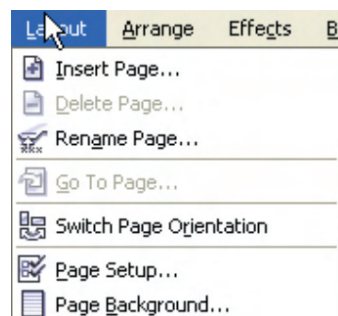 Layout Arrange Effects B
Insert Page...
Delete Page...
Rename Page...
Go To Page...
Switch Page Orientation
Page Setup...
Page Background...